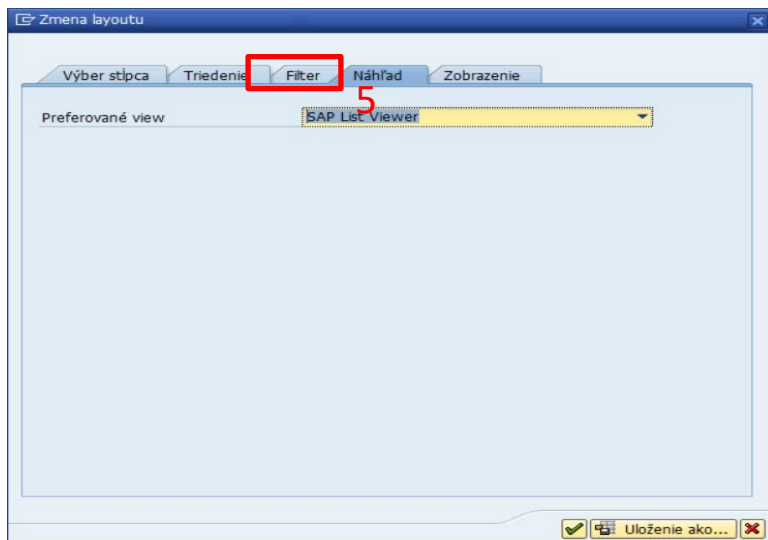 Zmena layoutu
Výber stĺpca Triedenie Filter Náhľad Zobrazenie
5
Preferované view SAP List Viewer
Uloženie ako...